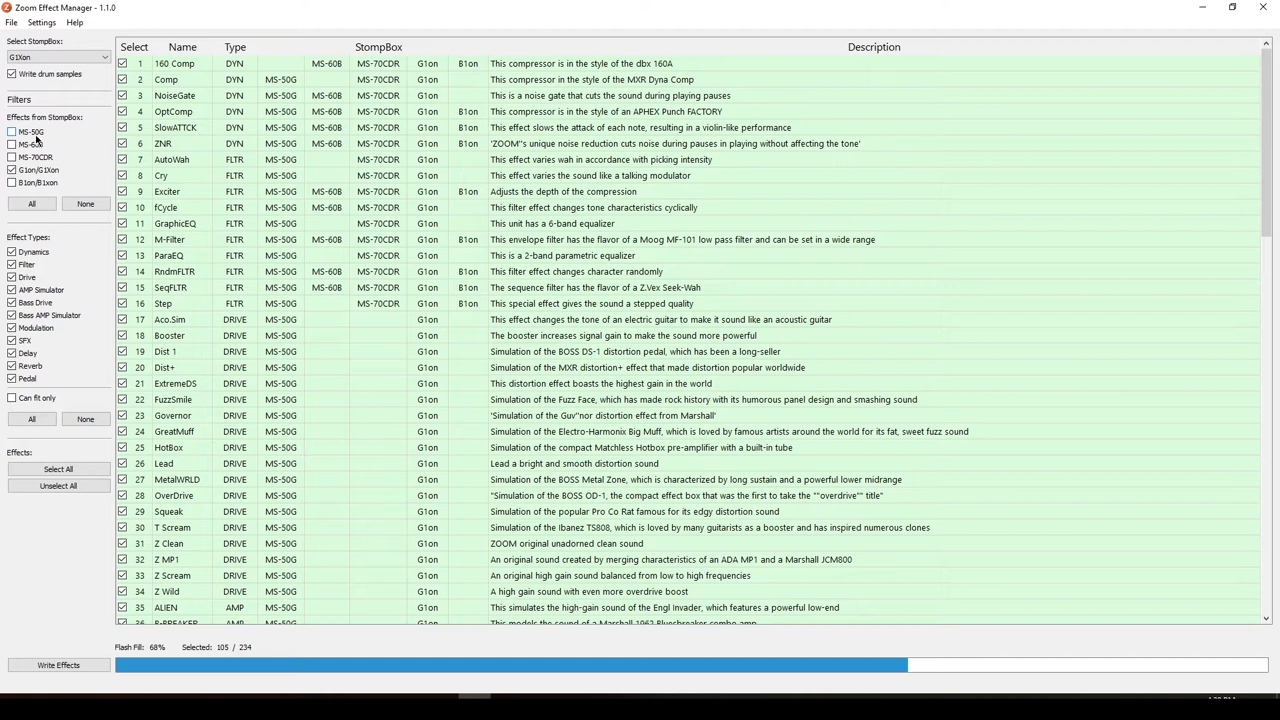 Zoom Effect Manager - 1.1.0
File Settings Help
Select StompBox:
G1Xon
Write drum samples
Filters
Effects from StompBox:
MS-50G
MS-60B
MS-70CDR
G1on/G1Xon
B1on/B1xon
All None
Effect Types:
Dynamics
Filter
Drive
AMP Simulator
Bass Drive
Bass AMP Simulator
Modulation
SFX
Delay
Reverb
Pedal
Can fit only
All None
Effects:
Select All
Unselect All
Write Effects
Select Name Type StompBox Description
1 160 Comp DYN MS-60B MS-70CDR G1on B1on This compressor is in the style of the dbx 160A
2 Comp DYN MS-50G MS-70CDR G1on This compressor in the style of the MXR Dyna Comp
3 NoiseGate DYN MS-50G MS-60B MS-70CDR G1on This is a noise gate that cuts the sound during playing pauses
4 OptComp DYN MS-50G MS-60B MS-70CDR G1on B1on This compressor is in the style of an APHEX Punch FACTORY
5 SlowATTCK DYN MS-50G MS-60B MS-70CDR G1on B1on This effect slows the attack of each note, resulting in a violin-like performance
6 ZNR DYN MS-50G MS-60B MS-70CDR G1on B1on 'ZOOM''s unique noise reduction cuts noise during pauses in playing without affecting the tone'
7 AutoWah FLTR MS-50G MS-70CDR G1on This effect varies wah in accordance with picking intensity
8 Cry FLTR MS-50G MS-70CDR G1on This effect varies the sound like a talking modulator
9 Exciter FLTR MS-50G MS-60B MS-70CDR G1on B1on Adjusts the depth of the compression
10 fCycle FLTR MS-50G MS-60B MS-70CDR G1on This filter effect changes tone characteristics cyclically
11 GraphicEQ FLTR MS-50G MS-70CDR G1on This unit has a 6-band equalizer
12 M-Filter FLTR MS-50G MS-60B MS-70CDR G1on B1on This envelope filter has the flavor of a Moog MF-101 low pass filter and can be set in a wide range
13 ParaEQ FLTR MS-50G MS-70CDR G1on This is a 2-band parametric equalizer
14 RndmFLTR FLTR MS-50G MS-60B MS-70CDR G1on B1on This filter effect changes character randomly
15 SeqFLTR FLTR MS-50G MS-60B MS-70CDR G1on B1on The sequence filter has the flavor of a Z.Vex Seek-Wah
16 Step FLTR MS-50G MS-70CDR G1on B1on This special effect gives the sound a stepped quality
17 Aco.Sim DRIVE MS-50G G1on This effect changes the tone of an electric guitar to make it sound like an acoustic guitar
18 Booster DRIVE MS-50G G1on The booster increases signal gain to make the sound more powerful
19 Dist 1 DRIVE MS-50G G1on Simulation of the BOSS DS-1 distortion pedal, which has been a long-seller
20 Dist+ DRIVE MS-50G G1on Simulation of the MXR distortion+ effect that made distortion popular worldwide
21 ExtremeDS DRIVE MS-50G G1on This distortion effect boasts the highest gain in the world
22 FuzzSmile DRIVE MS-50G G1on Simulation of the Fuzz Face, which has made rock history with its humorous panel design and smashing sound
23 Governor DRIVE MS-50G G1on 'Simulation of the Guv''nor distortion effect from Marshall'
24 GreatMuff DRIVE MS-50G G1on Simulation of the Electro-Harmonix Big Muff, which is loved by famous artists around the world for its fat, sweet fuzz sound
25 HotBox DRIVE MS-50G G1on Simulation of the compact Matchless Hotbox pre-amplifier with a built-in tube
26 Lead DRIVE MS-50G G1on Lead a bright and smooth distortion sound
27 MetalWRLD DRIVE MS-50G G1on Simulation of the BOSS Metal Zone, which is characterized by long sustain and a powerful lower midrange
28 OverDrive DRIVE MS-50G G1on "Simulation of the BOSS OD-1, the compact effect box that was the first to take the ""overdrive"" title"
29 Squeak DRIVE MS-50G G1on Simulation of the popular Pro Co Rat famous for its edgy distortion sound
30 T Scream DRIVE MS-50G G1on Simulation of the Ibanez TS808, which is loved by many guitarists as a booster and has inspired numerous clones
31 Z Clean DRIVE MS-50G G1on ZOOM original unadorned clean sound
32 Z MP1 DRIVE MS-50G G1on An original sound created by merging characteristics of an ADA MP1 and a Marshall JCM800
33 Z Scream DRIVE MS-50G G1on An original high gain sound balanced from low to high frequencies
34 Z Wild DRIVE MS-50G G1on A high gain sound with even more overdrive boost
35 ALIEN AMP MS-50G G1on This simulates the high-gain sound of the Engl Invader, which features a powerful low-end
36 B-BREAKER AMP MS-50G G1on This models the sound of a Marshall 1962 Bluesbreaker combo amp
Flash Fill: 68% Selected: 105 / 234